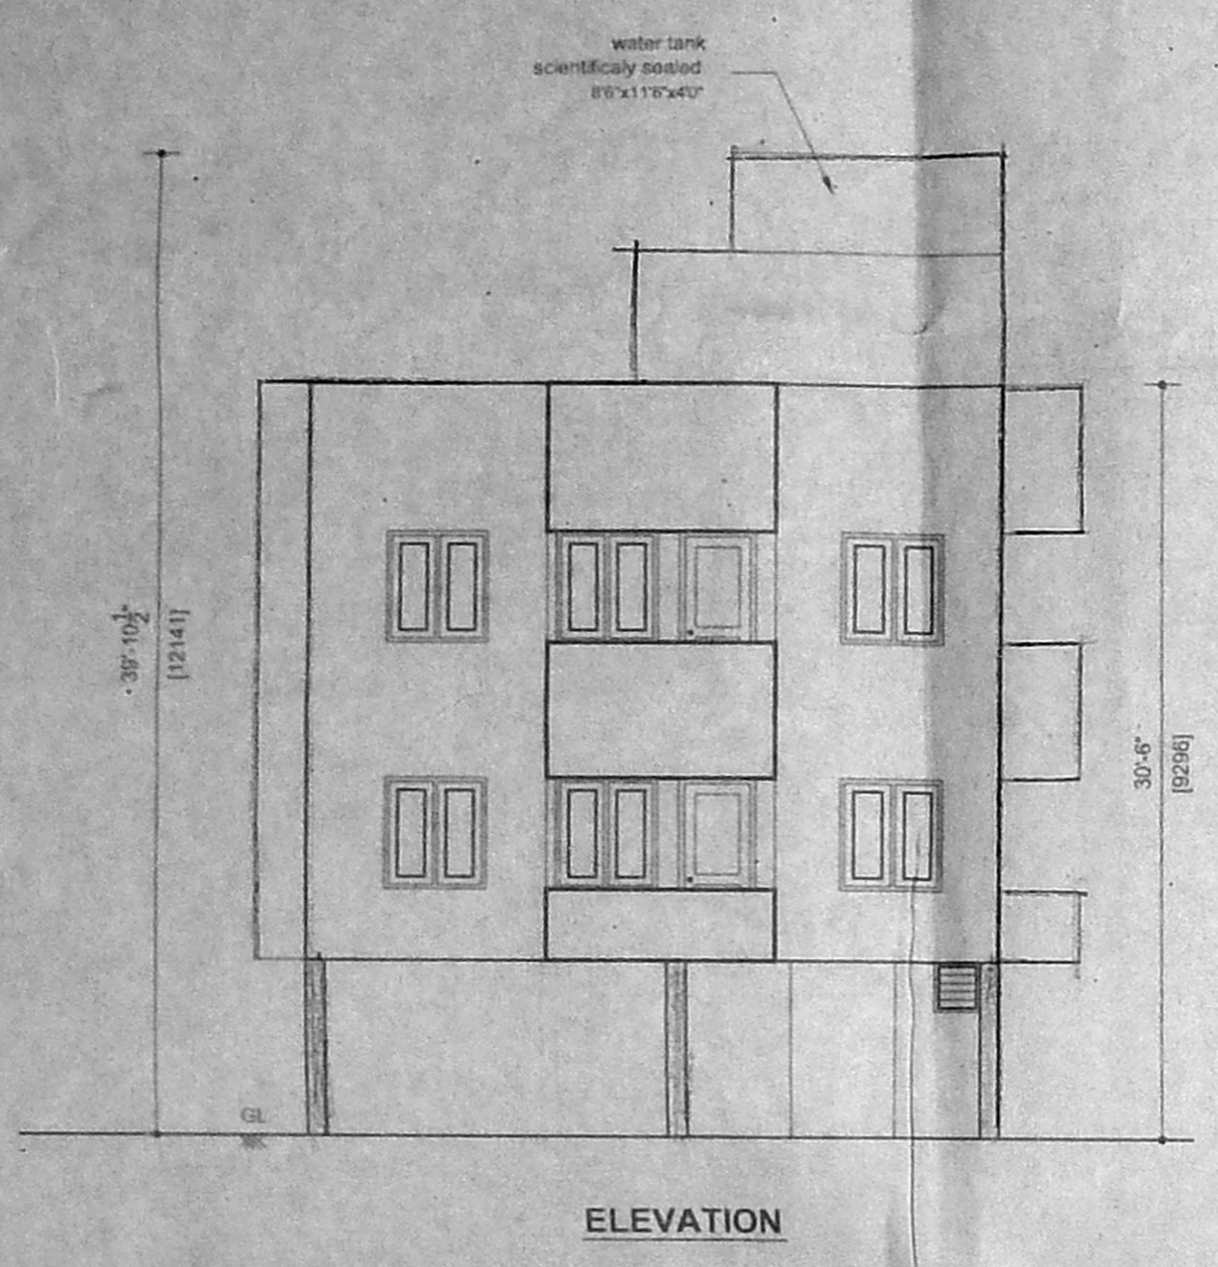 water tank
scientificaly sealed
8'6"x11'6"x4'0"
39'-10½"
[12141]
30'-6"
[9296]
GL
ELEVATION